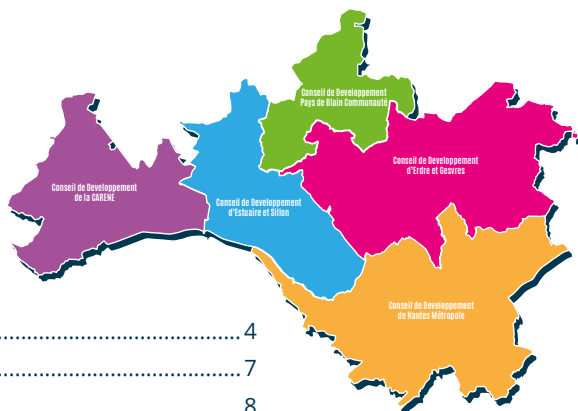 Conseil de Developpement
Pays de Blain Communauté
Conseil de Developpement
d'Erdre et Gesvres
Conseil de Developpement
de la CARENE
Conseil de Developpement
d'Estuaire et Sillon
Conseil de Developpement
de Nantes Métropole
4
7
8